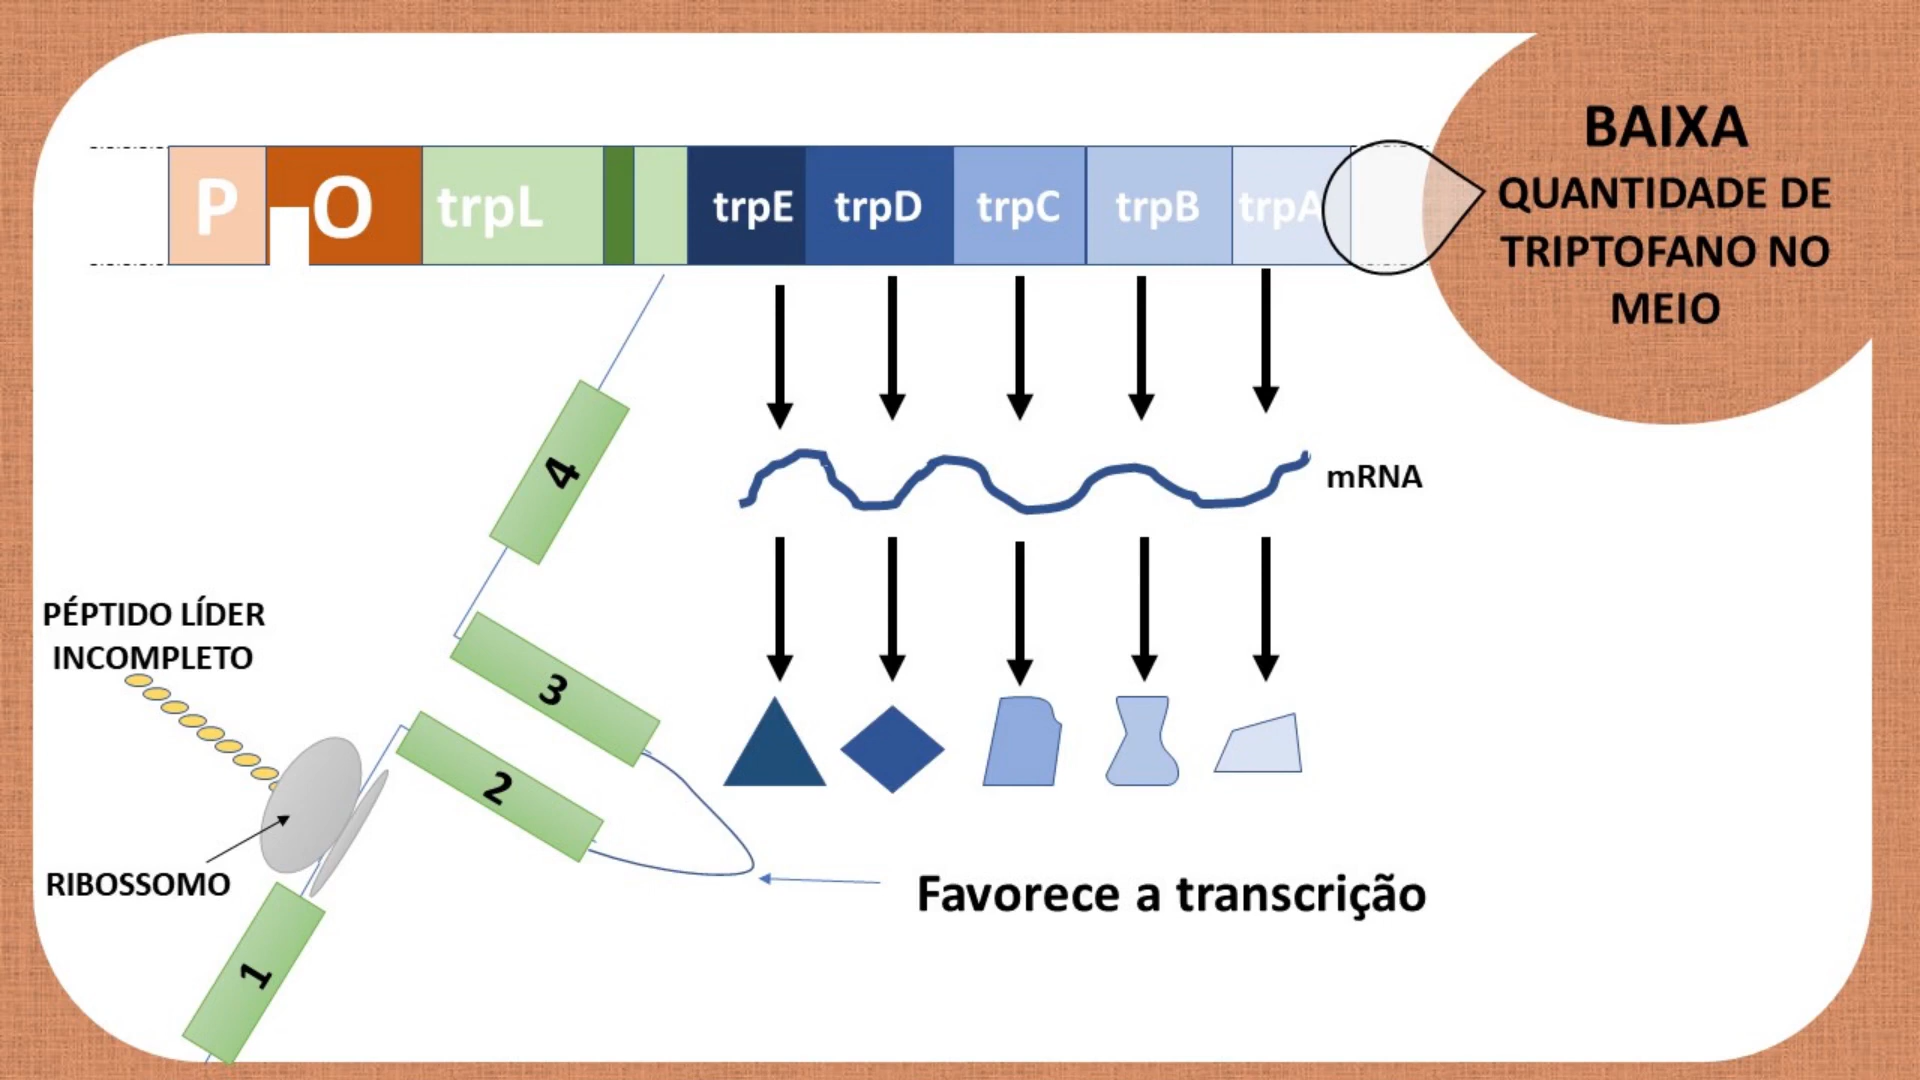 BAIXA
QUANTIDADE DE
TRIPTOFANO NO
MEIO
P O trpL trpE trpD trpC trpB trpA
mRNA
4
3
2
1
PÉPTIDO LÍDER
INCOMPLETO
RIBOSSOMO
Favorece a transcrição